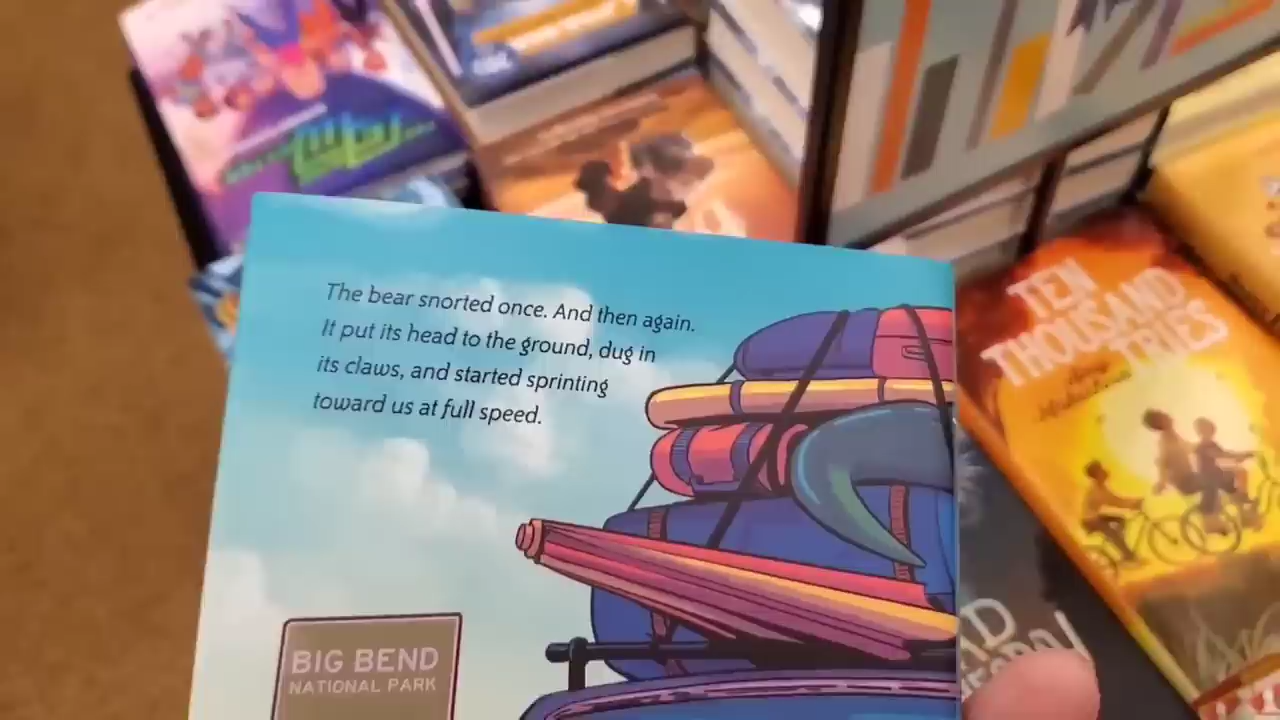 The bear snorted once. And then again.
It put its head to the ground, dug in
its claws, and started sprinting
toward us at full speed.
BIG BEND
NATIONAL PARK
TEN
THOUSAND
TRIES